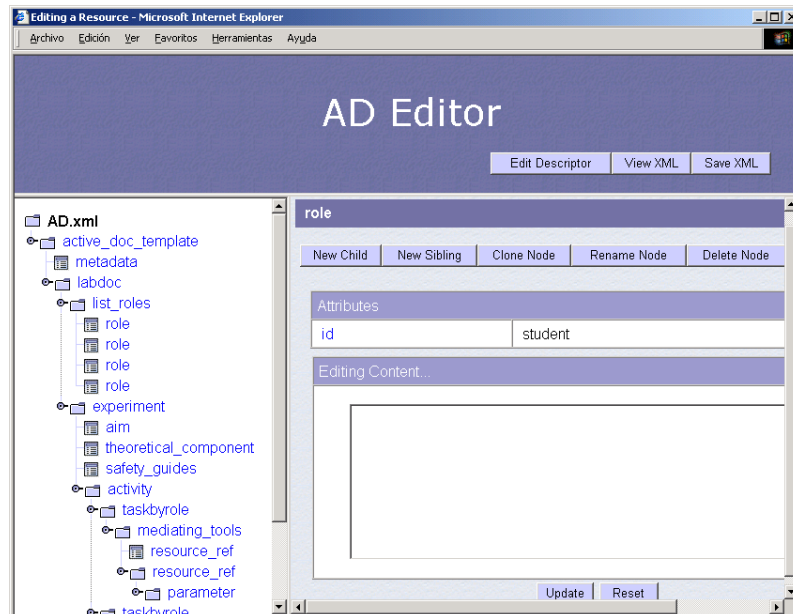 Editing a Resource - Microsoft Internet Explorer
Archivo Edición Ver Favoritos Herramientas Ayuda
AD Editor
Edit Descriptor View XML Save XML
AD.xml
active_doc_template
metadata
labdoc
list_roles
role
role
role
role
experiment
aim
theoretical_component
safety_guides
activity
taskbyrole
mediating_tools
resource_ref
resource_ref
parameter
taskbyrole
role
New Child New Sibling Clone Node Rename Node Delete Node
Attributes
id student
Editing Content...
Update Reset